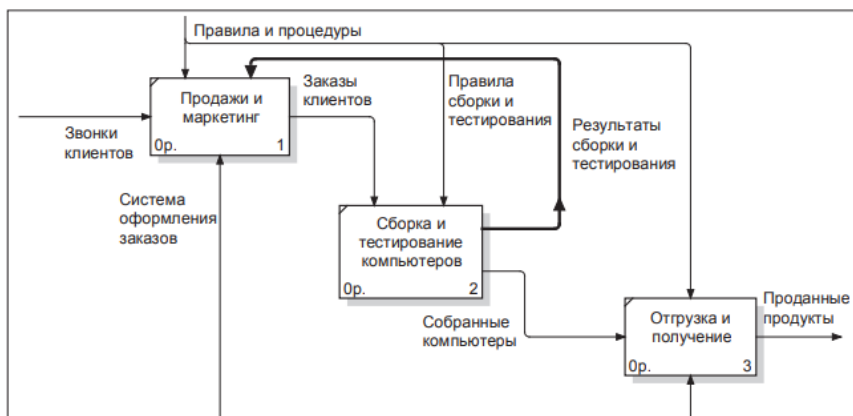 Правила и процедуры
Продажи и
маркетинг
0р.
1
Звонки
клиентов
Заказы
клиентов
Правила
сборки и
тестирования
Результаты
сборки и
тестирования
Система
оформления
заказов
Сборка и
тестирование
компьютеров
0р.
2
Собранные
компьютеры
Отгрузка и
получение
0р.
3
Проданные
продукты